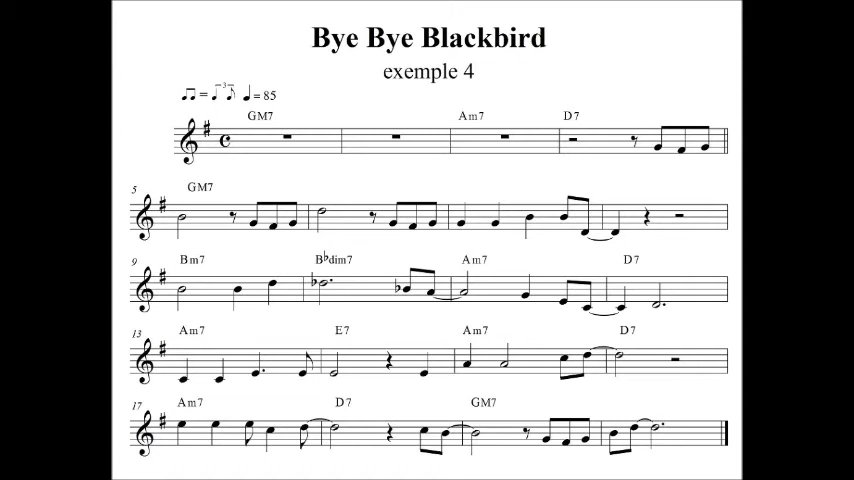 Bye Bye Blackbird
exemple 4
3
= = 85
GM7 Am7 D7
5 GM7
9 Bm7 B♭dim7 Am7 D7
13 Am7 E7 Am7 D7
17 Am7 D7 GM7